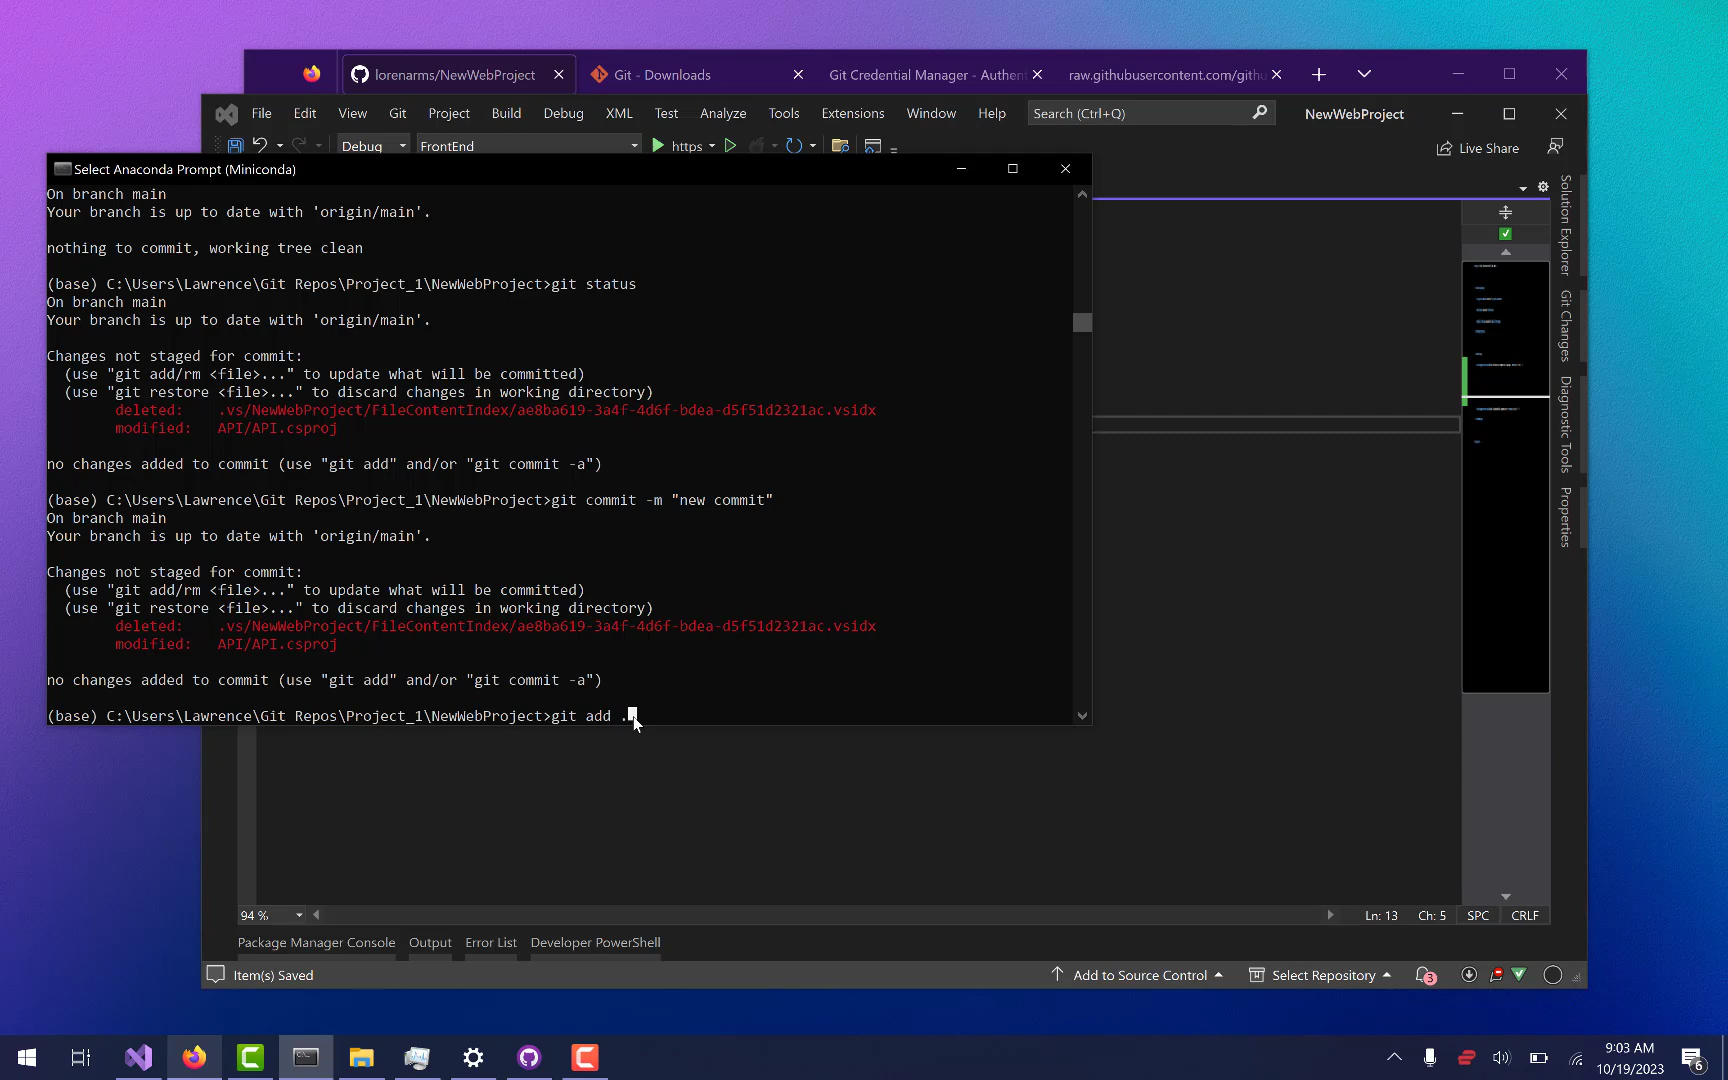 lorenarms/NewWebProject
Git - Downloads
Git Credential Manager - Authen
raw.githubusercontent.com/githu
File Edit View Git Project Build Debug XML Test Analyze Tools Extensions Window Help Search (Ctrl+Q) NewWebProject
Debug FrontEnd https
Live Share
Select Anaconda Prompt (Miniconda)
On branch main
Your branch is up to date with 'origin/main'.
nothing to commit, working tree clean
(base) C:\Users\Lawrence\Git Repos\Project_1\NewWebProject>git status
On branch main
Your branch is up to date with 'origin/main'.
Changes not staged for commit:
(use "git add/rm <file>..." to update what will be committed)
(use "git restore <file>..." to discard changes in working directory)
deleted: .vs/NewWebProject/FileContentIndex/ae8ba619-3a4f-4d6f-bdea-d5f51d2321ac.vsidx
modified: API/API.csproj
no changes added to commit (use "git add" and/or "git commit -a")
(base) C:\Users\Lawrence\Git Repos\Project_1\NewWebProject>git commit -m "new commit"
On branch main
Your branch is up to date with 'origin/main'.
Changes not staged for commit:
(use "git add/rm <file>..." to update what will be committed)
(use "git restore <file>..." to discard changes in working directory)
deleted: .vs/NewWebProject/FileContentIndex/ae8ba619-3a4f-4d6f-bdea-d5f51d2321ac.vsidx
modified: API/API.csproj
no changes added to commit (use "git add" and/or "git commit -a")
(base) C:\Users\Lawrence\Git Repos\Project_1\NewWebProject>git add .
Solution Explorer
Git Changes
Diagnostic Tools
Properties
94 %
Ln: 13 Ch: 5 SPC CRLF
Package Manager Console Output Error List Developer PowerShell
Item(s) Saved
Add to Source Control
Select Repository
3
9:03 AM
10/19/2023
6